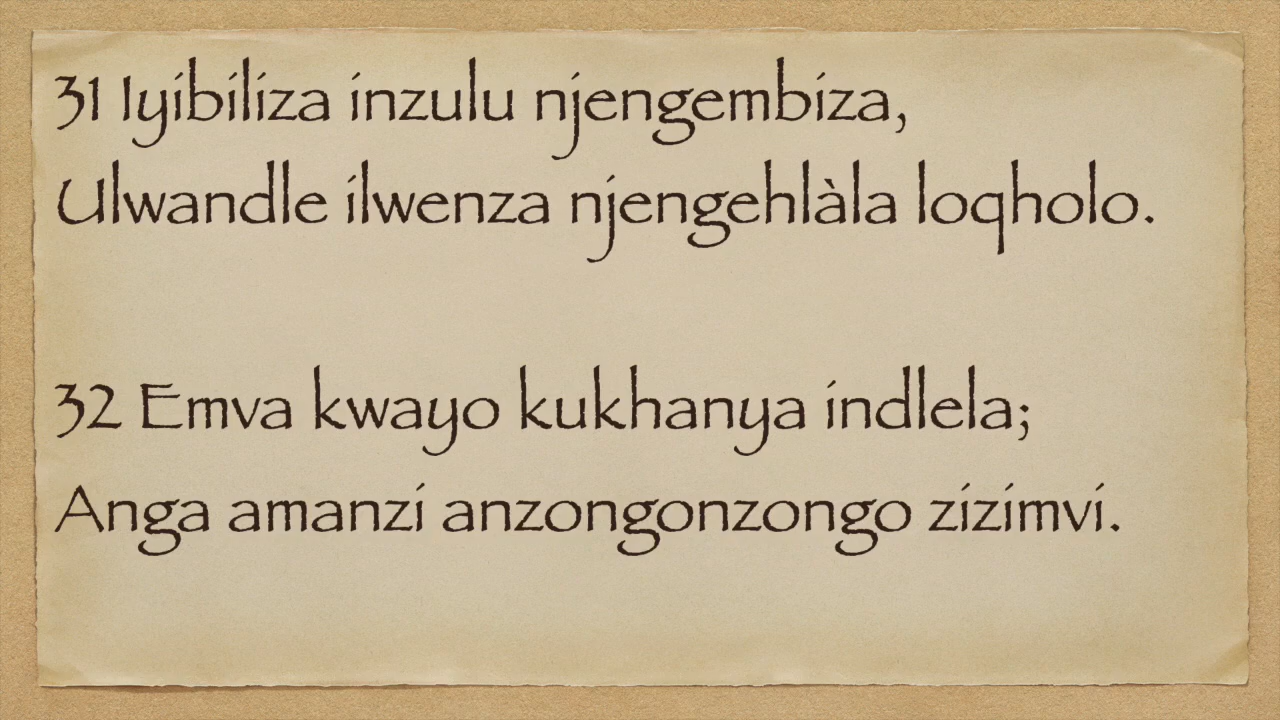 31 Iyibiliza inzulu njengembiza,
Ulwandle ilwenza njengehlàla loqholo.
32 Emva kwayo kukhanya indlela;
Anga amanzi anzongonzongo zizimvi.